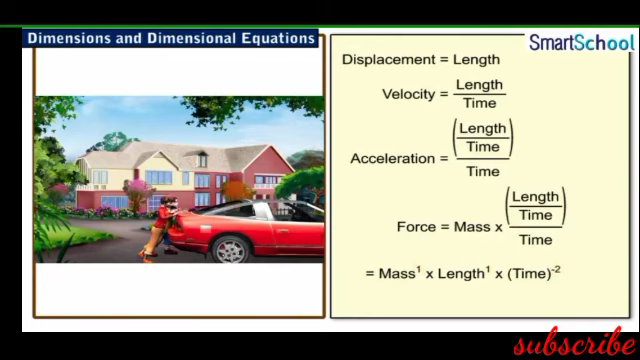 Dimensions and Dimensional Equations
SmartSchool
Displacement = Length
Velocity = Length / Time
Acceleration = (Length / Time) / Time
Force = Mass x (Length / Time) / Time
= Mass¹ x Length¹ x (Time)⁻²
subscribe